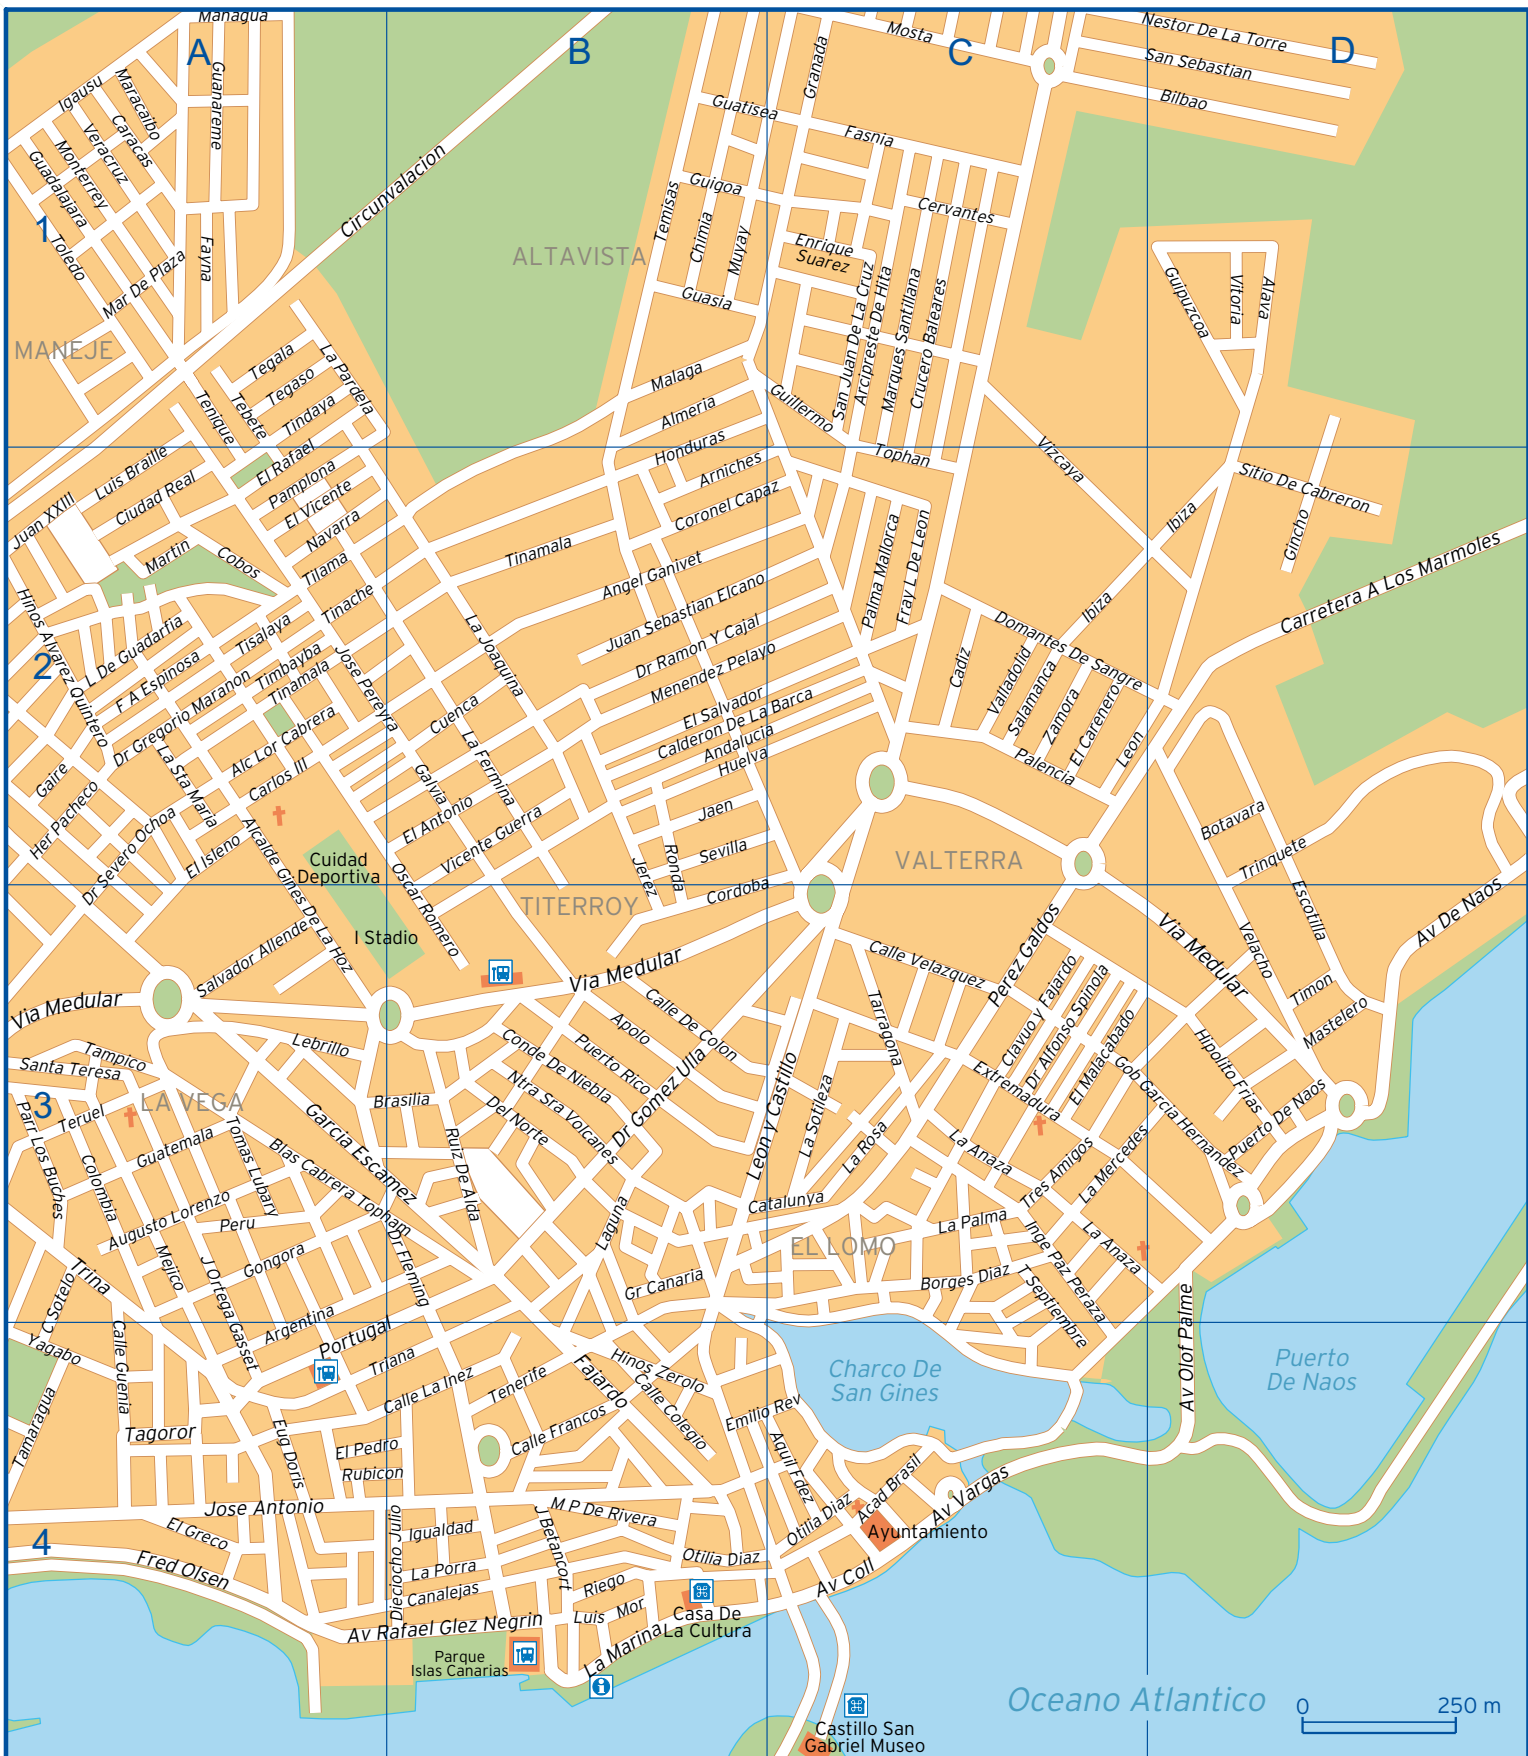 Managua
A
B
C
D
Mosta
Nestor De La Torre
San Sebastian
Bilbao
Igausu
Maracaibo
Guanareme
Caracas
Veracruz
Monterrey
Guadalajara
Toledo
1
Mar De Plaza
Fayna
Circunvalacion
MANEJE
ALTAVISTA
Granada
Guatisea
Fasnia
Guigoa
Temisas
Chimia
Muyay
Guasia
Cervantes
Enrique
Suarez
San Juan De La Cruz
Arcipreste De Hita
Marques Santillana
Crucero Baleares
Guipuzcoa
Vitoria
Alava
Tegala
Tegaso
Tindaya
La Pardela
Tebete
Tenique
Malaga
Almeria
Honduras
Guillermo
Tophan
Vizcaya
Luis Braille
Ciudad Real
Juan XXIII
El Rafael
Pamplona
El Vicente
Navarra
Tilama
Tinache
Martin
Cobos
Arniches
Coronel Capaz
Tinamala
Angel Ganivet
Juan Sebastian Elcano
Dr Ramon Y Cajal
Menendez Pelayo
El Salvador
Calderon De La Barca
Andalucia
Huelva
Palma Mallorca
Fray L De Leon
Ibiza
Ibiza
Sitio De Cabreron
Gincho
Carretera A Los Marmoles
2
Hinos Alvarez Quintero
L De Guadarfia
F A Espinosa
Tisalaya
Timbayba
Tinamala
Dr Gregorio Maranon
Jose Pereyra
La Joaquina
Cuenca
La Fermina
Galvia
Domantes De Sangre
Cadiz
Valladolid
Salamanca
Zamora
El Carenero
Leon
Palencia
Gaire
Her Pacheco
Dr Severo Ochoa
La Sta Maria
Alc Lor Cabrera
Carlos III
El Isleno
Alcalde Gines De La Hoz
El Antonio
Vicente Guerra
Oscar Romero
Cuidad
Deportiva
I Stadio
Jaen
Sevilla
Cordoba
Jerez
Ronda
VALTERRA
TITERROY
Botavara
Trinquete
Escotilla
Velacho
Av De Naos
Salvador Allende
Via Medular
Via Medular
Via Medular
Calle Velazquez
Perez Galdos
Timon
Mastelero
3
Tampico
Santa Teresa
Lebrillo
Teruel
LA VEGA
Parr Los Buches
Colombia
Guatemala
Tomas Lubary
Garcia Escamez
Blas Cabrera Topham
Brasilia
Ruiz De Alda
Conde De Niebla
Ntra Sra Volcanes
Del Norte
Puerto Rico
Apolo
Calle De Colon
Dr Gomez Ulla
Leon y Castillo
La Sotileza
La Rosa
Tarragona
Extremadura
Clavuo y Fajardo
Dr Alfonso Spinola
El Malacabado
Gob Garcia Hernandez
Hipolito Frias
Puerto De Naos
La Anaza
Tres Amigos
La Mercedes
La Anaza
Inge Paz Peraza
T Septiembre
La Palma
Borges Diaz
Catalunya
EL LOMO
Laguna
Gr Canaria
Augusto Lorenzo
Peru
Gongora
Mejico
J Ortega Gasset
Dr Fleming
Trina
C.Sotelo
Yagabo
Calle Guenia
Tamaragua
Argentina
Portugal
Triana
Calle La Inez
Tenerife
Fajardo
Hinos Zerolo
Calle Colegio
Emilio Rev
Calle Francos
Aquil Fdez
Charco De
San Gines
Av Olof Palme
Puerto
De Naos
Tagoror
Eug Doris
El Pedro
Rubicon
Jose Antonio
4
El Greco
Fred Olsen
Dieciocho Julio
Igualdad
La Porra
Canalejas
M P De Rivera
J Betancort
Otilia Diaz
Otilia Diaz
Acad Brasil
Av Vargas
Ayuntamiento
Av Coll
Riego
Luis
Mor
La Marina
Av Rafael Glez Negrin
Casa De
La Cultura
Parque
Islas Canarias
Castillo San
Gabriel Museo
Oceano Atlantico
0
250 m